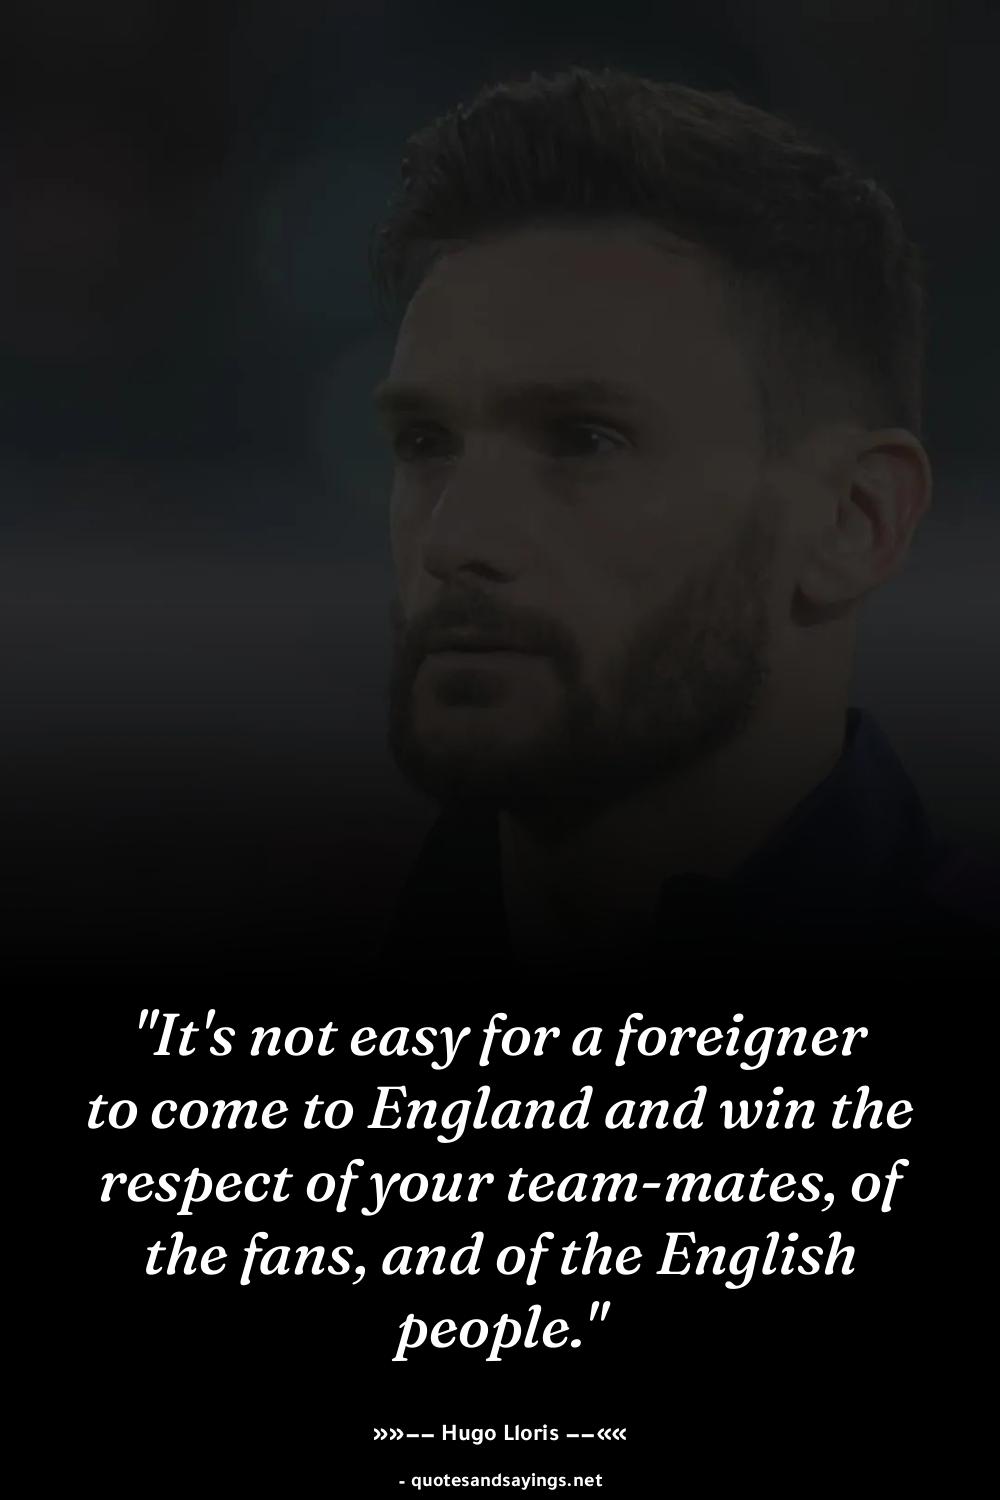 "It's not easy for a foreigner
to come to England and win the
respect of your team-mates, of
the fans, and of the English
people."
»»−− Hugo Lloris −−««
- quotesandsayings.net